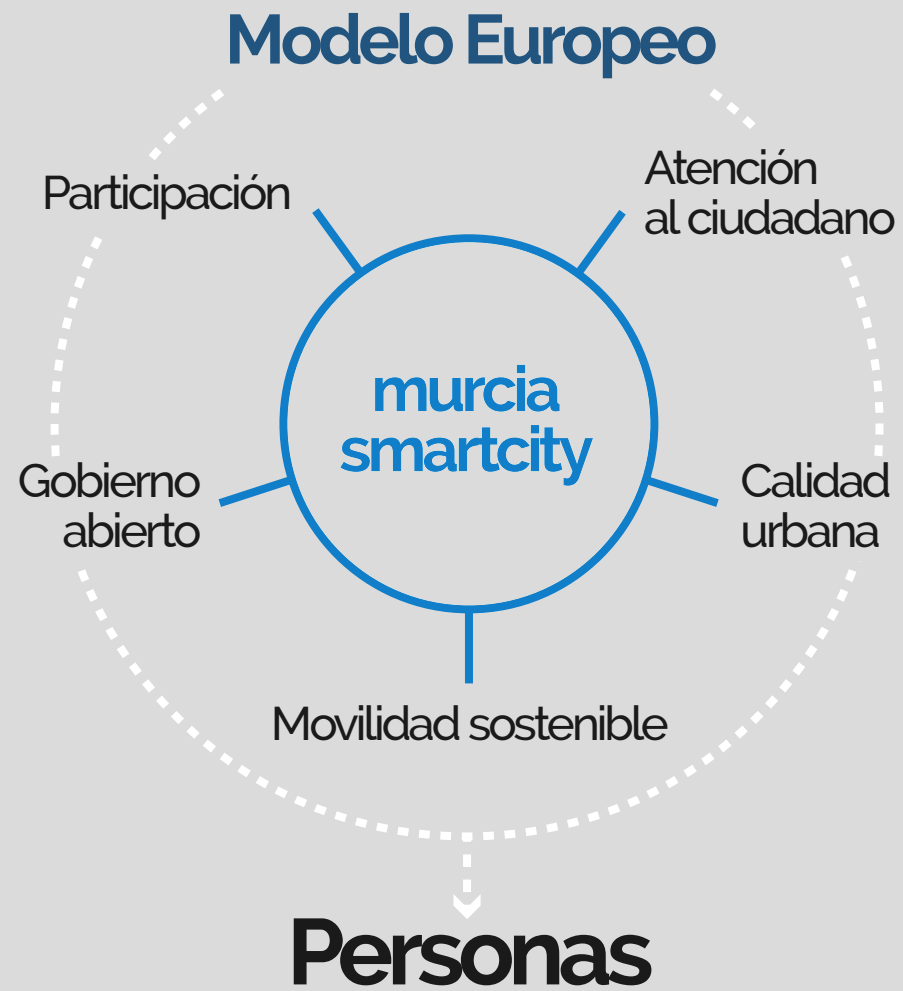 Modelo Europeo
Participación
Atención
al ciudadano
murcia
smartcity
Gobierno
abierto
Calidad
urbana
Movilidad sostenible
Personas